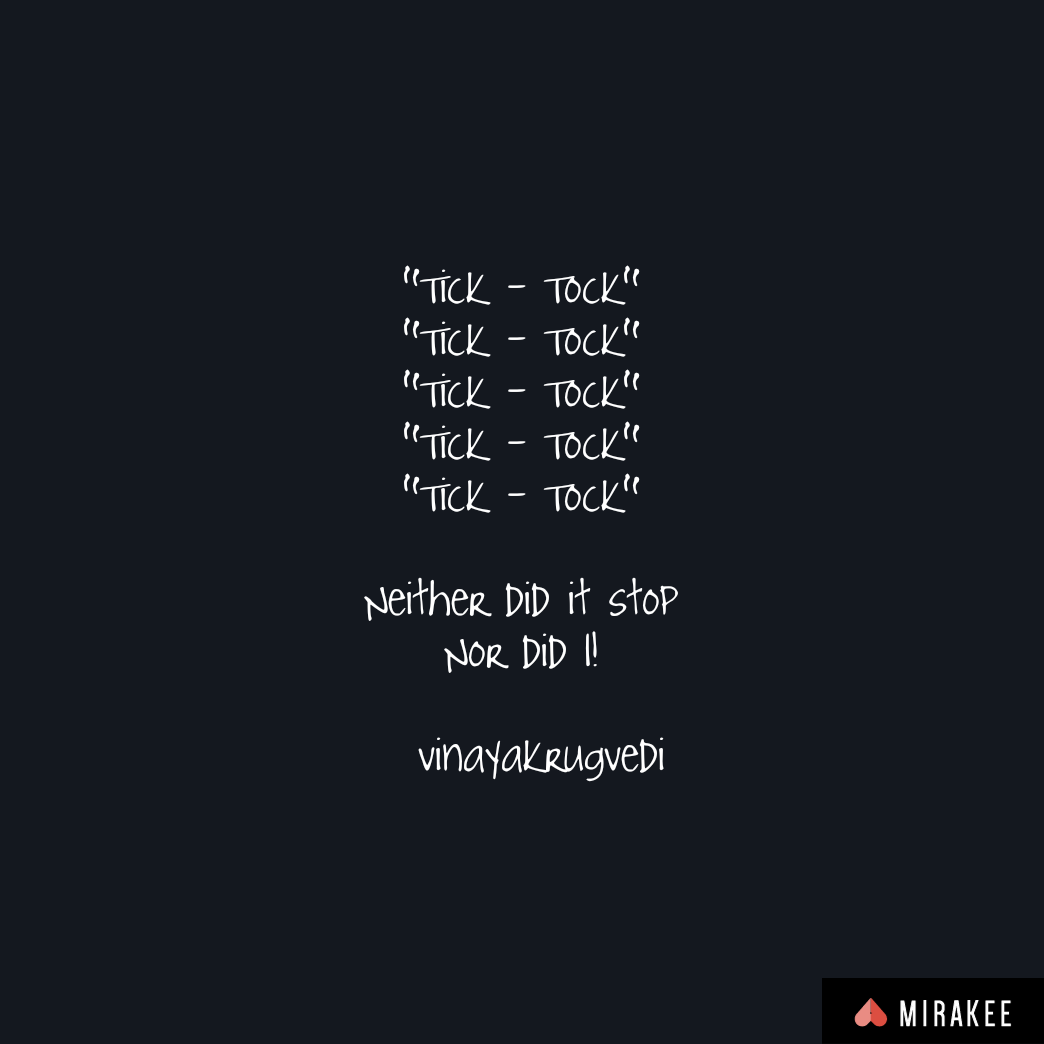 "Tick - Tock"
"Tick - Tock"
"Tick - Tock"
"Tick - Tock"
"Tick - Tock"
Neither did it stop
Nor did I!
vinayakrugvedi
MIRAKEE